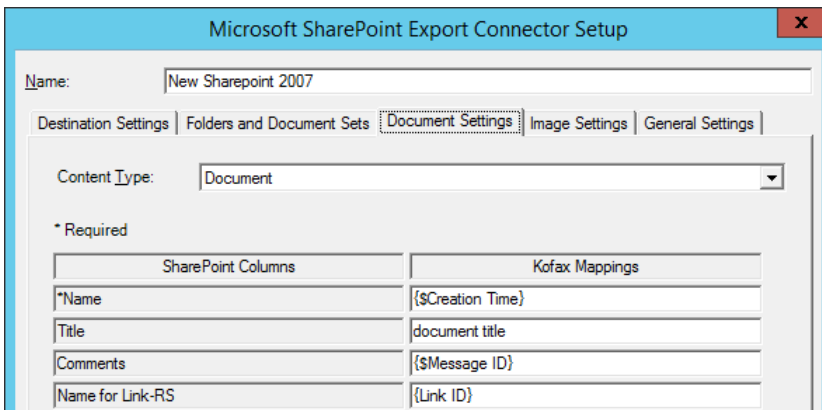 Microsoft SharePoint Export Connector Setup
x
Name: New Sharepoint 2007
Destination Settings Folders and Document Sets Document Settings Image Settings General Settings
Content Type: Document
* Required
SharePoint Columns Kofax Mappings
*Name {$Creation Time}
Title document title
Comments {$Message ID}
Name for Link-RS {Link ID}